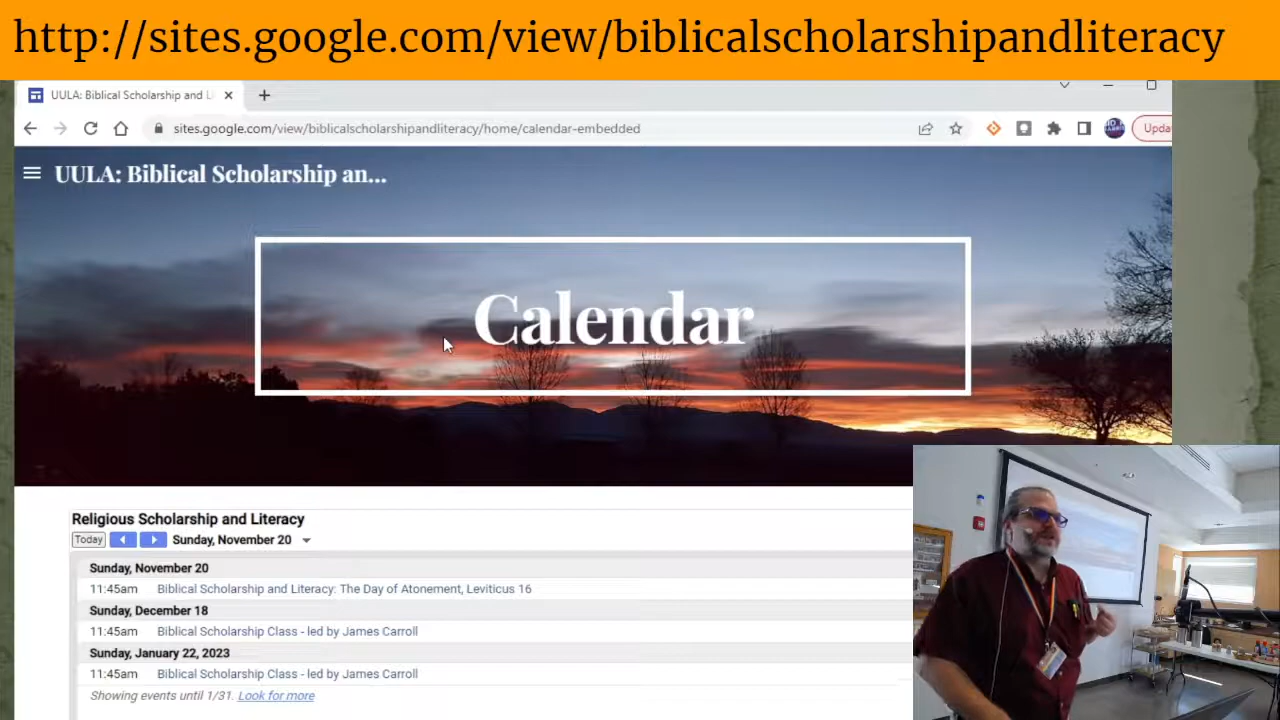 http://sites.google.com/view/biblicalscholarshipandliteracy
UULA: Biblical Scholarship and L
sites.google.com/view/biblicalscholarshipandliteracy/home/calendar-embedded
Upda
UULA: Biblical Scholarship an...
Calendar
Religious Scholarship and Literacy
Today Sunday, November 20
Sunday, November 20
11:45am Biblical Scholarship and Literacy: The Day of Atonement, Leviticus 16
Sunday, December 18
11:45am Biblical Scholarship Class - led by James Carroll
Sunday, January 22, 2023
11:45am Biblical Scholarship Class - led by James Carroll
Showing events until 1/31. Look for more